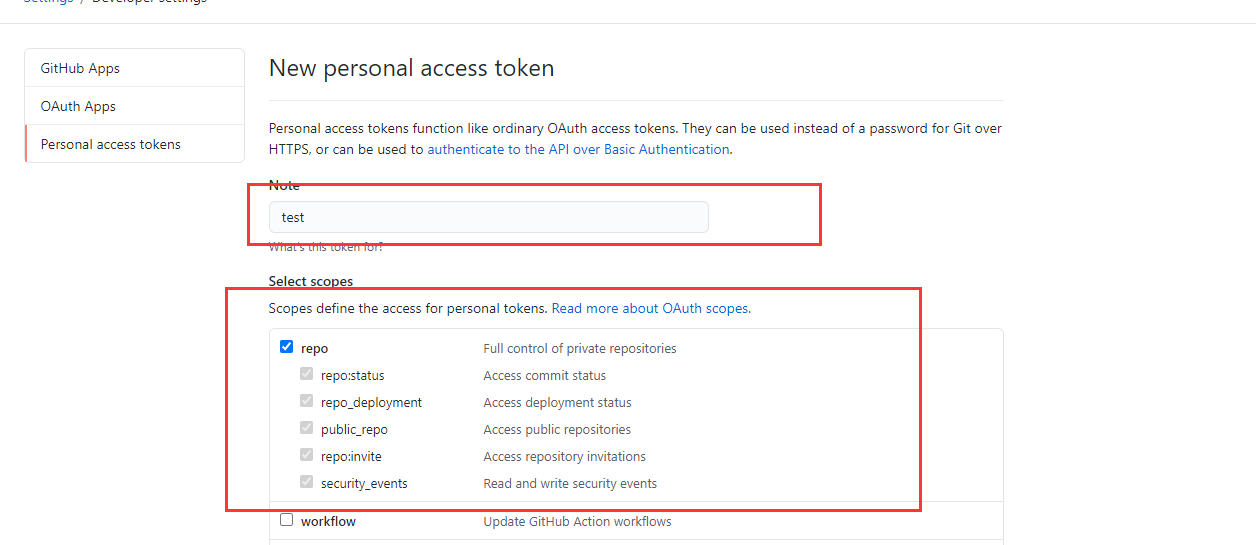 Settings / Developer settings
GitHub Apps
OAuth Apps
Personal access tokens
New personal access token
Personal access tokens function like ordinary OAuth access tokens. They can be used instead of a password for Git over
HTTPS, or can be used to authenticate to the API over Basic Authentication.
Note
test
What's this token for?
Select scopes
Scopes define the access for personal tokens. Read more about OAuth scopes.
repo Full control of private repositories
repo:status Access commit status
repo_deployment Access deployment status
public_repo Access public repositories
repo:invite Access repository invitations
security_events Read and write security events
workflow Update GitHub Action workflows